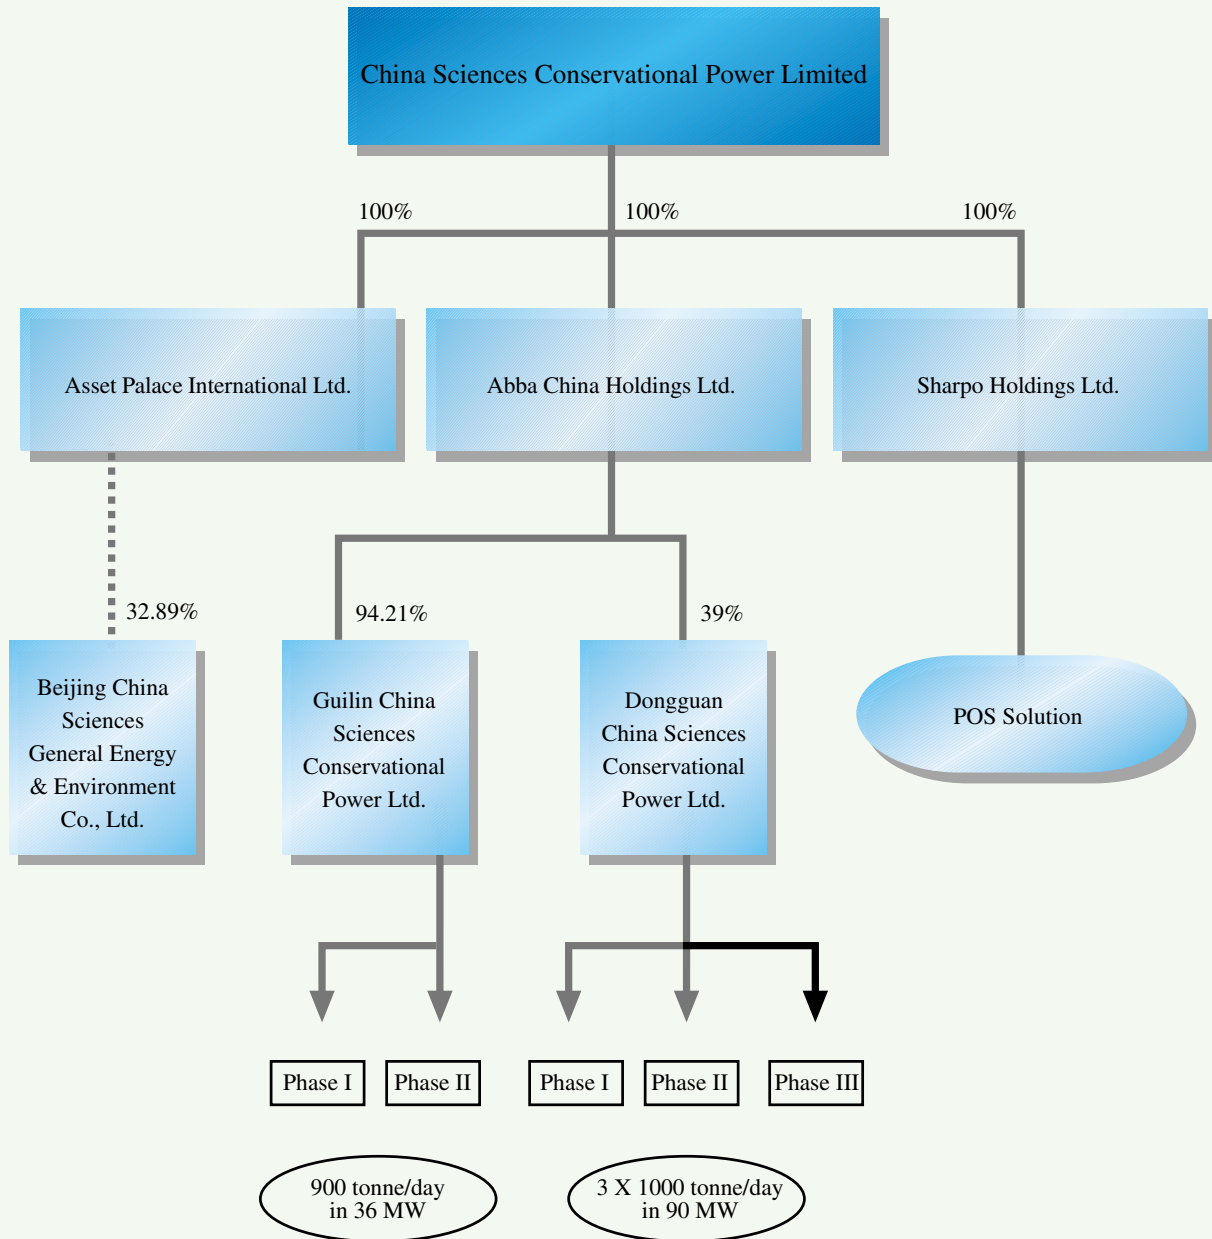 China Sciences Conservational Power Limited
100%
100%
100%
Asset Palace International Ltd.
Abba China Holdings Ltd.
Sharpo Holdings Ltd.
32.89%
94.21%
39%
Beijing China
Sciences
General Energy
& Environment
Co., Ltd.
Guilin China
Sciences
Conservational
Power Ltd.
Dongguan
China Sciences
Conservational
Power Ltd.
POS Solution
Phase I
Phase II
Phase I
Phase II
Phase III
900 tonne/day
in 36 MW
3 X 1000 tonne/day
in 90 MW